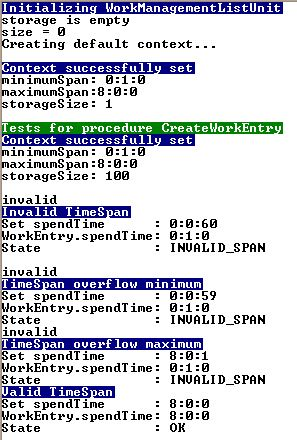 Initializing WorkManagementListUnit
storage is empty
size = 0
Creating default context...
Context successfully set
minimumSpan: 0:1:0
maximumSpan:8:0:0
storageSize: 1
Tests for procedure CreateWorkEntry
Context successfully set
minimumSpan: 0:1:0
maximumSpan:8:0:0
storageSize: 100
invalid
Invalid TimeSpan
Set spendTime : 0:0:60
WorkEntry.spendTime: 0:1:0
State : INVALID_SPAN
invalid
TimeSpan overflow minimum
Set spendTime : 0:0:59
WorkEntry.spendTime: 0:1:0
State : INVALID_SPAN
invalid
TimeSpan overflow maximum
Set spendTime : 8:0:1
WorkEntry.spendTime: 0:1:0
State : INVALID_SPAN
Valid TimeSpan
Set spendTime : 8:0:0
WorkEntry.spendTime: 8:0:0
State : OK